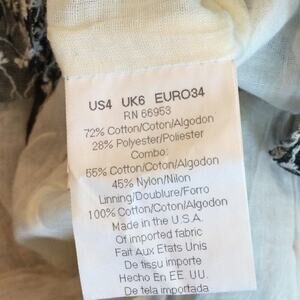 US4 UK6 EURO34
RN 66953
72% Cotton/Coton/Algodon
28% Polyester/Poliester
Combo:
55% Cotton/Coton/Algodon
45% Nylon/Nilon
Linning/Doublure/Forro
100% Cotton/Coton/Algodon
Made in the U.S.A.
Of imported fabric
Fait Aux Etats Unis
De tissu importe
Hecho En EE. UU.
De tela importada